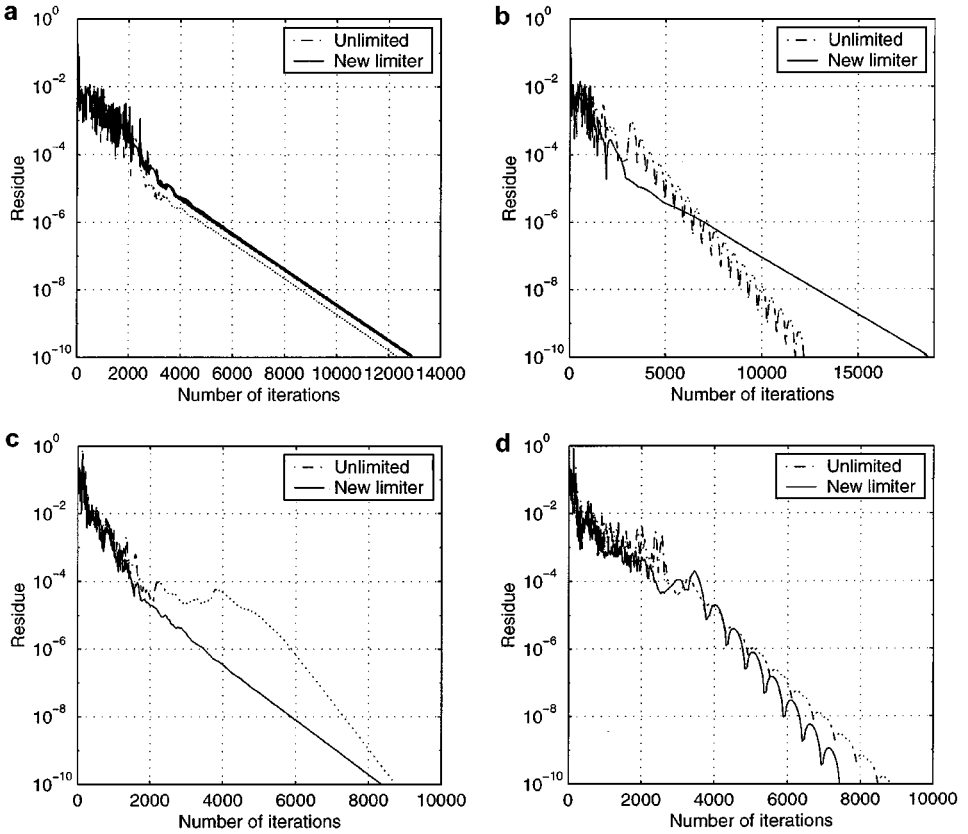 a
10^0
10^-2
10^-4
10^-6
10^-8
10^-10
Residue
Unlimited
New limiter
0 2000 4000 6000 8000 10000 12000 14000
Number of iterations
b
10^0
10^-2
10^-4
10^-6
10^-8
10^-10
Residue
Unlimited
New limiter
0 5000 10000 15000
Number of iterations
c
10^0
10^-2
10^-4
10^-6
10^-8
10^-10
Residue
Unlimited
New limiter
0 2000 4000 6000 8000 10000
Number of iterations
d
10^0
10^-2
10^-4
10^-6
10^-8
10^-10
Residue
Unlimited
New limiter
0 2000 4000 6000 8000 10000
Number of iterations